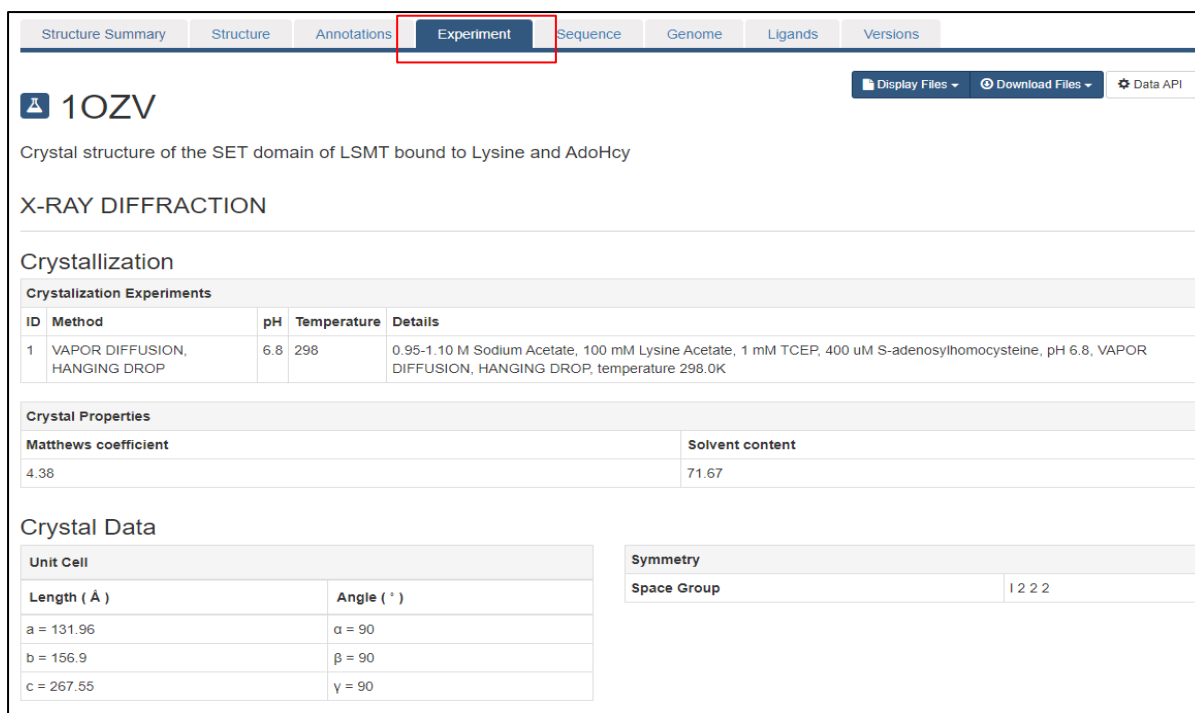 Structure Summary Structure Annotations Experiment Sequence Genome Ligands Versions
Display Files Download Files Data API
1OZV
Crystal structure of the SET domain of LSMT bound to Lysine and AdoHcy
X-RAY DIFFRACTION
Crystallization
Crystalization Experiments
ID Method pH Temperature Details
1 VAPOR DIFFUSION, HANGING DROP 6.8 298 0.95-1.10 M Sodium Acetate, 100 mM Lysine Acetate, 1 mM TCEP, 400 uM S-adenosylhomocysteine, pH 6.8, VAPOR
DIFFUSION, HANGING DROP, temperature 298.0K
Crystal Properties
Matthews coefficient Solvent content
4.38 71.67
Crystal Data
Unit Cell
Length ( Å ) Angle ( ˚ )
a = 131.96 α = 90
b = 156.9 β = 90
c = 267.55 γ = 90
Symmetry
Space Group I 2 2 2